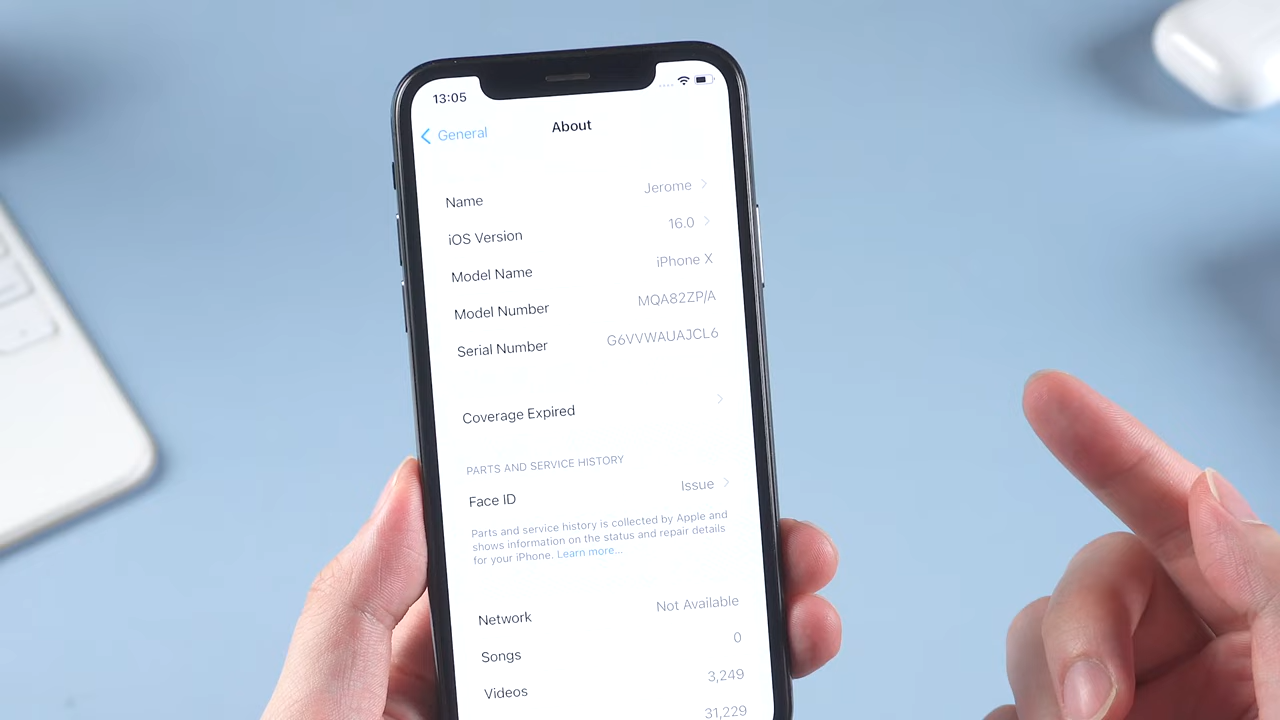 13:05
General
About
Name Jerome
iOS Version 16.0
Model Name iPhone X
Model Number MQA82ZP/A
Serial Number G6VVWAUAJCL6
Coverage Expired
PARTS AND SERVICE HISTORY
Face ID Issue
Parts and service history is collected by Apple and
shows information on the status and repair details
for your iPhone. Learn more...
Network Not Available
Songs 0
Videos 3,249
31,229